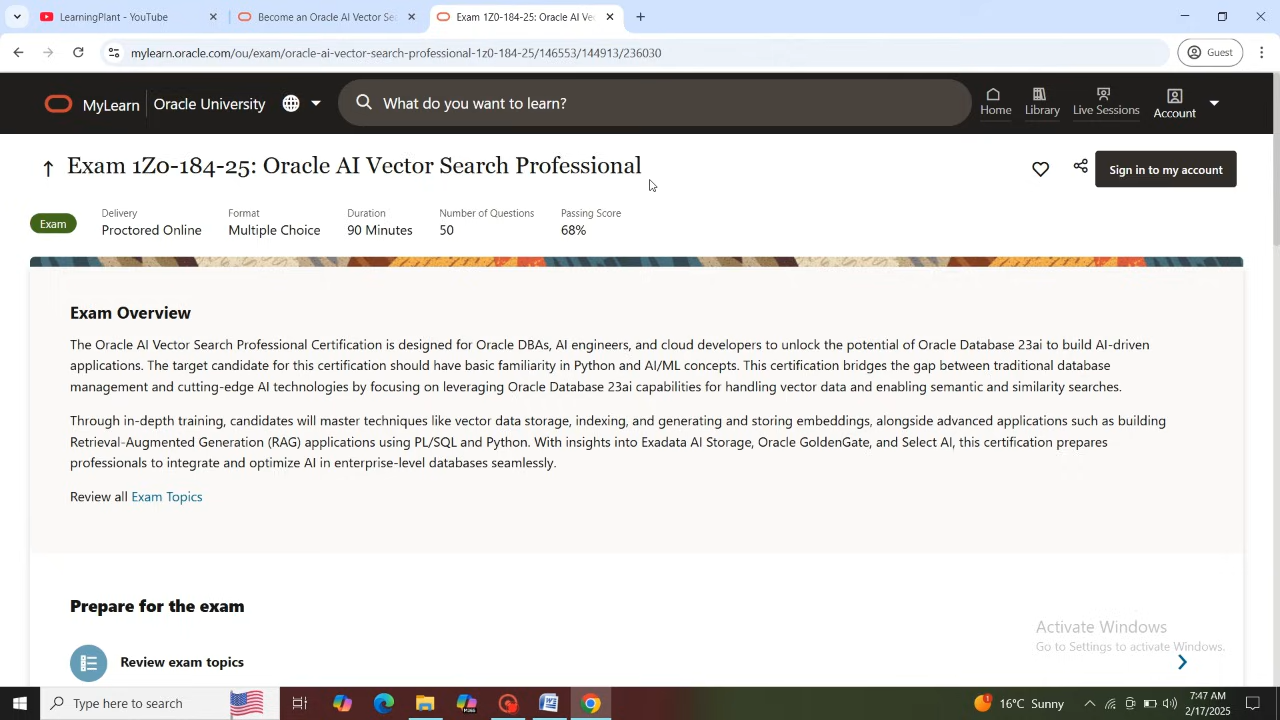 LearningPlant - YouTube
Become an Oracle AI Vector Se
Exam 1Z0-184-25: Oracle AI Ve
mylearn.oracle.com/ou/exam/oracle-ai-vector-search-professional-1z0-184-25/146553/144913/236030
Guest
MyLearn
Oracle University
What do you want to learn?
Home
Library
Live Sessions
Account
Exam 1Z0-184-25: Oracle AI Vector Search Professional
Sign in to my account
Exam
Delivery
Proctored Online
Format
Multiple Choice
Duration
90 Minutes
Number of Questions
50
Passing Score
68%
Exam Overview
The Oracle AI Vector Search Professional Certification is designed for Oracle DBAs, AI engineers, and cloud developers to unlock the potential of Oracle Database 23ai to build AI-driven
applications. The target candidate for this certification should have basic familiarity in Python and AI/ML concepts. This certification bridges the gap between traditional database
management and cutting-edge AI technologies by focusing on leveraging Oracle Database 23ai capabilities for handling vector data and enabling semantic and similarity searches.
Through in-depth training, candidates will master techniques like vector data storage, indexing, and generating and storing embeddings, alongside advanced applications such as building
Retrieval-Augmented Generation (RAG) applications using PL/SQL and Python. With insights into Exadata AI Storage, Oracle GoldenGate, and Select AI, this certification prepares
professionals to integrate and optimize AI in enterprise-level databases seamlessly.
Review all Exam Topics
Prepare for the exam
Review exam topics
Activate Windows
Go to Settings to activate Windows.
Type here to search
1
16°C Sunny
7:47 AM
2/17/2025